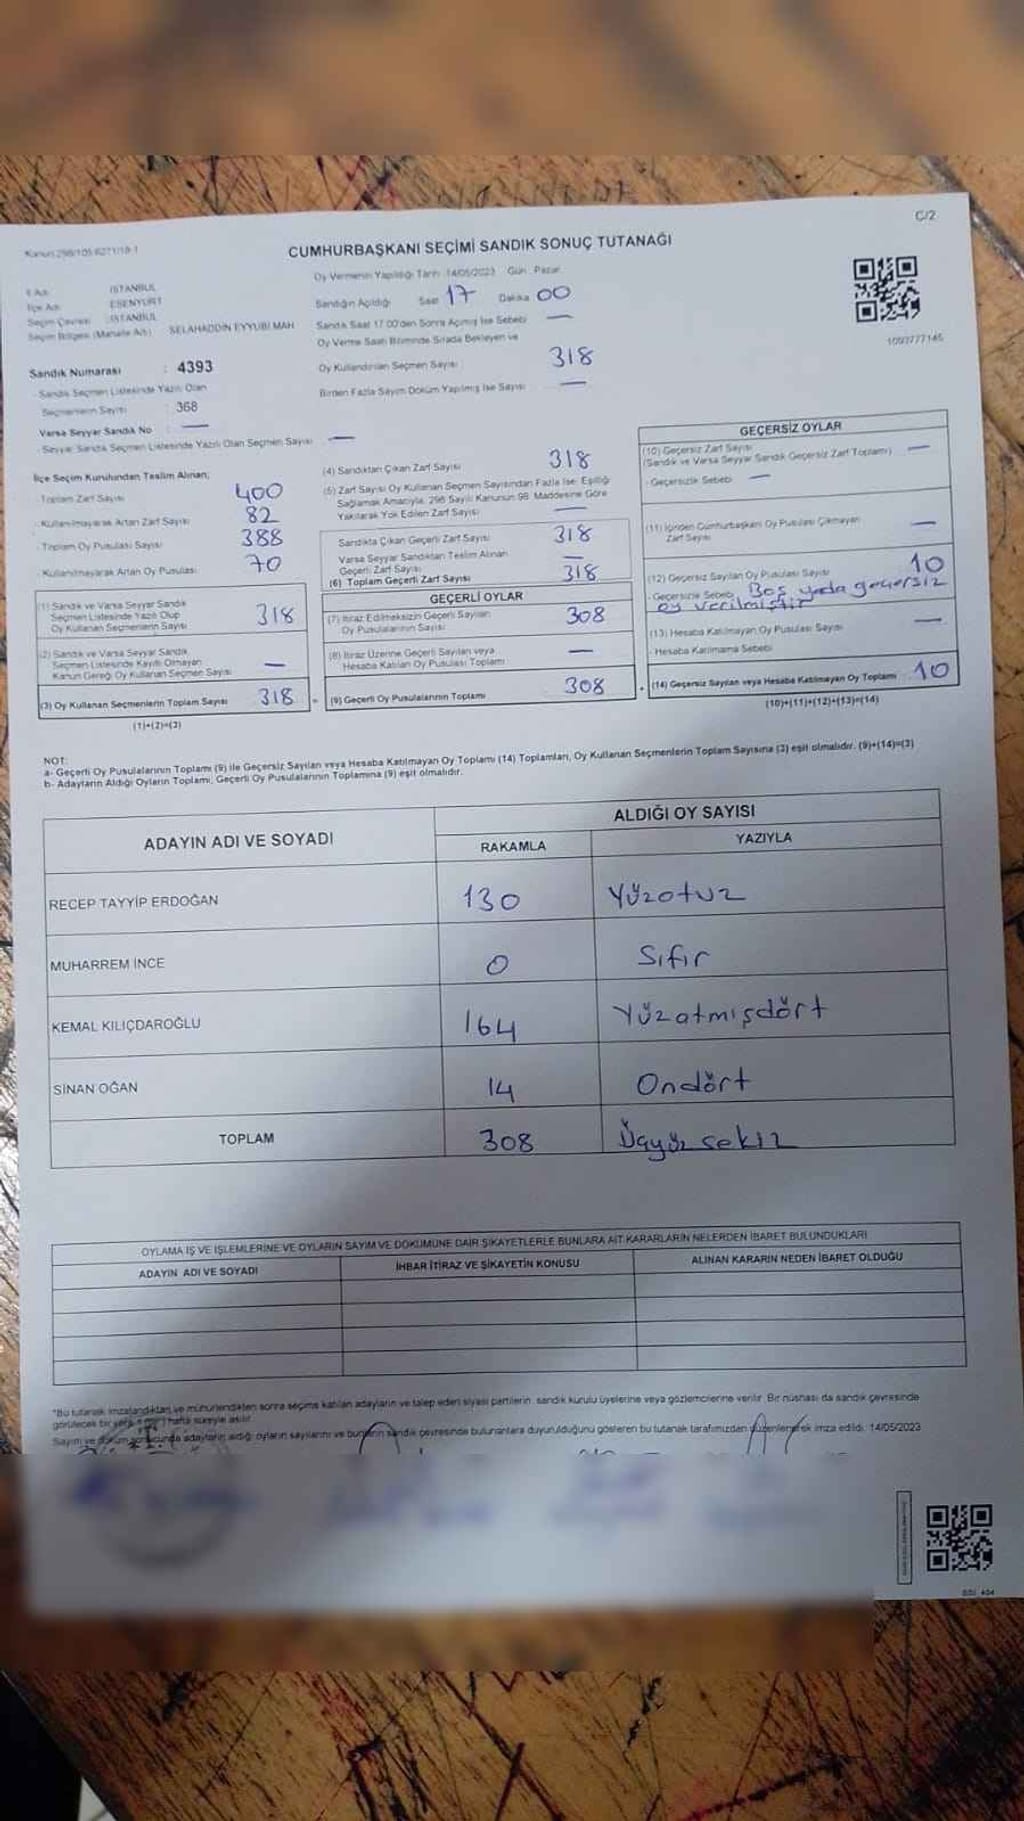 C/2
Kanun:298/105 6271/19-1
CUMHURBAŞKANI SEÇİMİ SANDIK SONUÇ TUTANAĞI
İl Adı İSTANBUL
İlçe Adı ESENYURT
Seçim Çevresi İSTANBUL
Seçim Bölgesi (Mahalle Adı) SELAHADDİN EYYUBİ MAH
Sandık Numarası : 4393
- Sandık Seçmen Listesinde Yazılı Olan
Seçmenlerin Sayısı : 368
Varsa Seyyar Sandık No : —
- Seyyar Sandık Seçmen Listesinde Yazılı Olan Seçmen Sayısı —
Oy Vermenin Yapıldığı Tarih :14/05/2023 Gün : Pazar
Sandığın Açıldığı Saat 17 Dakika 00
Sandık Saat 17.00'den Sonra Açılmış İse Sebebi —
Oy Verme Saati Bitiminde Sırada Bekleyen ve
Oy Kullandırılan Seçmen Sayısı 318
Birden Fazla Sayım Döküm Yapılmış İse Sayısı —
1093777145
İlçe Seçim Kurulundan Teslim Alınan;
- Toplam Zarf Sayısı 400
- Kullanılmayarak Artan Zarf Sayısı 82
- Toplam Oy Pusulası Sayısı 388
- Kullanılmayarak Artan Oy Pusulası 70
(1) Sandık ve Varsa Seyyar Sandık
Seçmen Listesinde Yazılı Olup
Oy Kullanan Seçmenlerin Sayısı 318
(2) Sandık ve Varsa Seyyar Sandık
Seçmen Listesinde Kayıtlı Olmayan
Kanun Gereği Oy Kullanan Seçmen Sayısı —
(3) Oy Kullanan Seçmenlerin Toplam Sayısı 318
(1)+(2)=(3)
(4) Sandıktan Çıkan Zarf Sayısı 318
(5) Zarf Sayısı Oy Kullanan Seçmen Sayısından Fazla İse; Eşitliği
Sağlamak Amacıyla, 298 Sayılı Kanunun 98. Maddesine Göre
Yakılarak Yok Edilen Zarf Sayısı —
Sandıkta Çıkan Geçerli Zarf Sayısı 318
Varsa Seyyar Sandıktan Teslim Alınan
Geçerli Zarf Sayısı —
(6) Toplam Geçerli Zarf Sayısı 318
GEÇERLİ OYLAR
(7) İtiraz Edilmeksizin Geçerli Sayılan
Oy Pusulalarının Sayısı 308
(8) İtiraz Üzerine Geçerli Sayılan veya
Hesaba Katılan Oy Pusulası Toplamı —
(9) Geçerli Oy Pusulalarının Toplamı 308
GEÇERSİZ OYLAR
(10) Geçersiz Zarf Sayısı
(Sandık ve Varsa Seyyar Sandık Geçersiz Zarf Toplamı) —
- Geçersizlik Sebebi —
(11) İçinden Cumhurbaşkanı Oy Pusulası Çıkmayan
Zarf Sayısı —
(12) Geçersiz Sayılan Oy Pusulası Sayısı 10
- Geçersizlik Sebebi Boş yada geçersiz
oy verilmiştir
(13) Hesaba Katılmayan Oy Pusulası Sayısı —
- Hesaba Katılmama Sebebi
(14) Geçersiz Sayılan veya Hesaba Katılmayan Oy Toplamı 10
(10)+(11)+(12)+(13)=(14)
NOT:
a- Geçerli Oy Pusulalarının Toplamı (9) ile Geçersiz Sayılan veya Hesaba Katılmayan Oy Toplamı (14) Toplamları, Oy Kullanan Seçmenlerin Toplam Sayısına (3) eşit olmalıdır. (9)+(14)=(3)
b- Adayların Aldığı Oyların Toplamı; Geçerli Oy Pusulalarının Toplamına (9) eşit olmalıdır.
ADAYIN ADI VE SOYADI ALDIĞI OY SAYISI
RAKAMLA YAZIYLA
RECEP TAYYİP ERDOĞAN 130 Yüzotuz
MUHARREM İNCE 0 Sıfır
KEMAL KILIÇDAROĞLU 164 Yüzatmışdört
SİNAN OĞAN 14 Ondört
TOPLAM 308 Üçyüzsekiz
OYLAMA İŞ VE İŞLEMLERİNE VE OYLARIN SAYIM VE DÖKÜMÜNE DAİR ŞİKAYETLERLE BUNLARA AİT KARARLARIN NELERDEN İBARET BULUNDUKLARI
ADAYIN ADI VE SOYADI İHBAR İTİRAZ VE ŞİKAYETİN KONUSU ALINAN KARARIN NEDEN İBARET OLDUĞU
"Bu tutanak imzalandıktan ve mühürlendikten sonra seçime katılan adayların ve talep eden siyasi partilerin, sandık kurulu üyelerine veya gözlemcilerine verilir. Bir nüshası da sandık çevresinde
görülecek bir yere 1 (bir) hafta süreyle asılır.
Sayım ve döküm sonucunda adayların aldığı oyların sayılarını ve bunların sandık çevresinde bulunanlara duyurulduğunu gösteren bu tutanak tarafımızdan düzenlenerek imza edildi. 14/05/2023